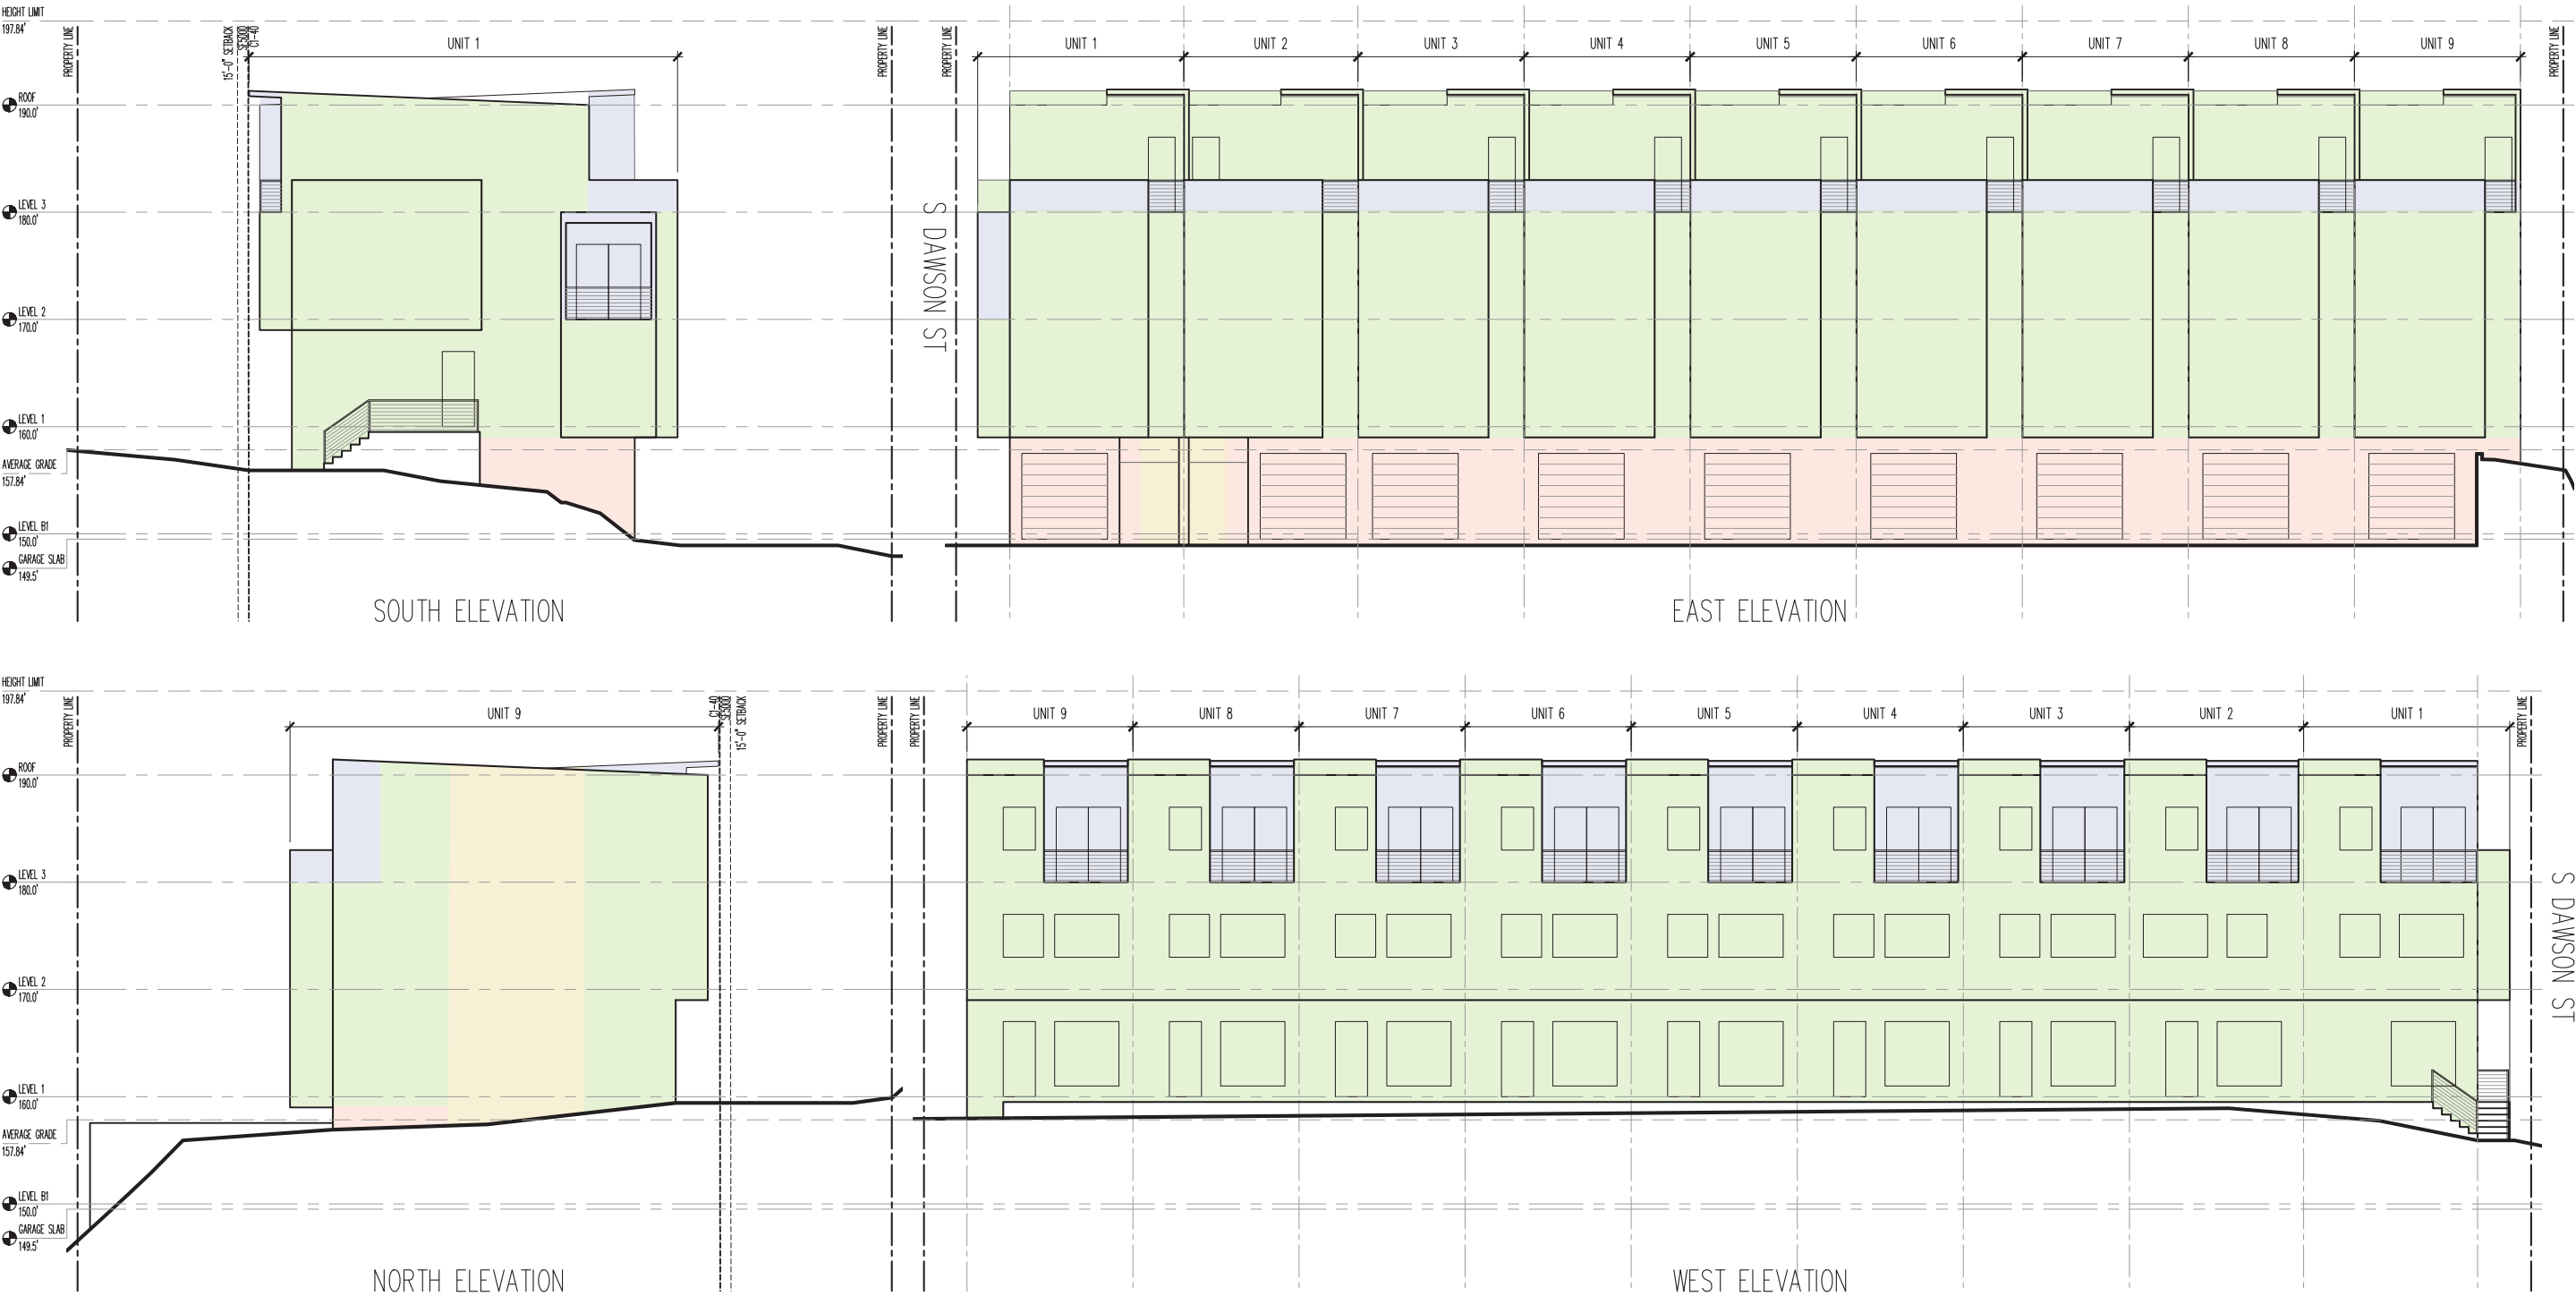 HEIGHT LIMIT
197.84'
PROPERTY LINE
15'-0" SETBACK
SF5000
C1-40
UNIT 1
PROPERTY LINE
PROPERTY LINE
UNIT 1
UNIT 2
UNIT 3
UNIT 4
UNIT 5
UNIT 6
UNIT 7
UNIT 8
UNIT 9
PROPERTY LINE
ROOF
190.0'
LEVEL 3
180.0'
LEVEL 2
170.0'
LEVEL 1
160.0'
AVERAGE GRADE
157.84'
LEVEL B1
150.0'
GARAGE SLAB
149.5'
S DAWSON ST
SOUTH ELEVATION
EAST ELEVATION
HEIGHT LIMIT
197.84'
PROPERTY LINE
UNIT 9
C1-40
SF5000
15'-0" SETBACK
PROPERTY LINE
PROPERTY LINE
UNIT 9
UNIT 8
UNIT 7
UNIT 6
UNIT 5
UNIT 4
UNIT 3
UNIT 2
UNIT 1
PROPERTY LINE
ROOF
190.0'
LEVEL 3
180.0'
LEVEL 2
170.0'
LEVEL 1
160.0'
AVERAGE GRADE
157.84'
LEVEL B1
150.0'
GARAGE SLAB
149.5'
S DAWSON ST
NORTH ELEVATION
WEST ELEVATION